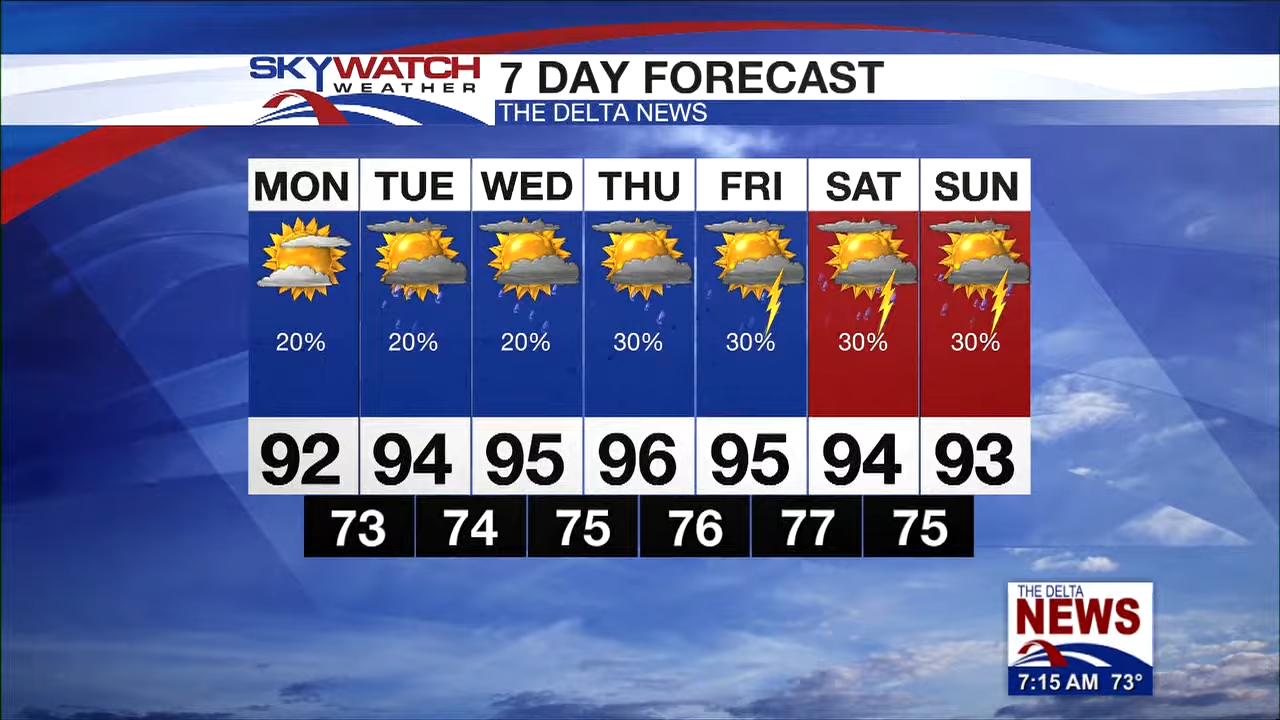 SKYWATCH
WEATHER
7 DAY FORECAST
THE DELTA NEWS
MON TUE WED THU FRI SAT SUN
20% 20% 20% 30% 30% 30% 30%
92 94 95 96 95 94 93
73 74 75 76 77 75
THE DELTA
NEWS
7:15 AM 73°